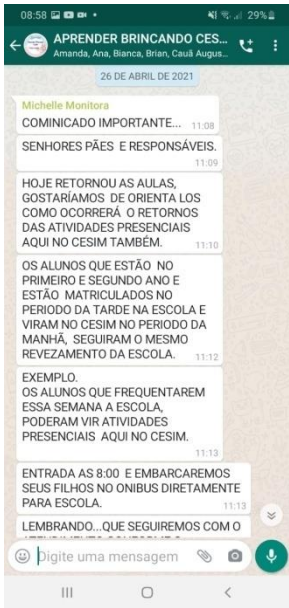 08:58
29%
APRENDER BRINCANDO CES...
Amanda, Ana, Bianca, Brian, Cauã Augus...
26 DE ABRIL DE 2021
Michelle Monitora
COMINICADO IMPORTANTE... 11:08
SENHORES PÃES E RESPONSÁVEIS.
11:09
HOJE RETORNOU AS AULAS,
GOSTARÍAMOS DE ORIENTA LOS
COMO OCORRERÁ O RETORNOS
DAS ATIVIDADES PRESENCIAIS
AQUI NO CESIM TAMBÉM. 11:10
OS ALUNOS QUE ESTÃO NO
PRIMEIRO E SEGUNDO ANO E
ESTÃO MATRICULADOS NO
PERIODO DA TARDE NA ESCOLA E
VIRAM NO CESIM NO PERIODO DA
MANHÃ, SEGUIRAM O MESMO
REVEZAMENTO DA ESCOLA. 11:12
EXEMPLO.
OS ALUNOS QUE FREQUENTAREM
ESSA SEMANA A ESCOLA,
PODERAM VIR ATIVIDADES
PRESENCIAIS AQUI NO CESIM.
11:13
ENTRADA AS 8:00 E EMBARCAREMOS
SEUS FILHOS NO ONIBUS DIRETAMENTE
PARA ESCOLA. 11:13
LEMBRANDO...QUE SEGUIREMOS COM O
Digite uma mensagem